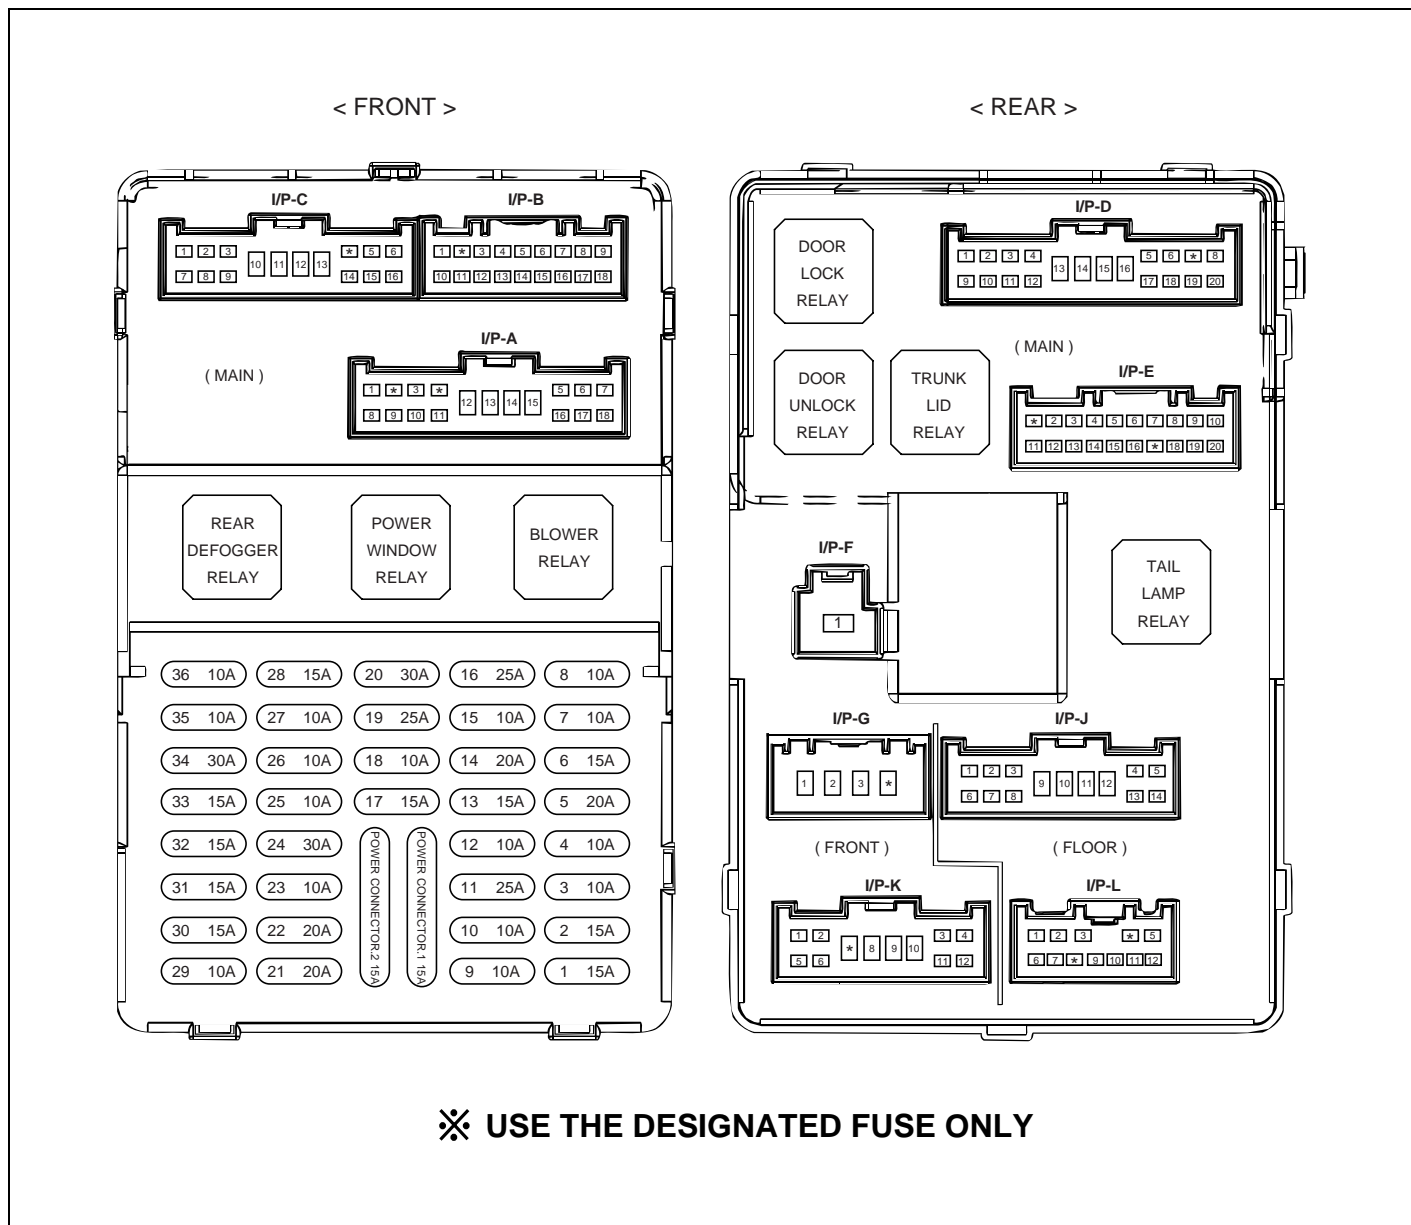 < FRONT >
< REAR >
I/P-C
I/P-B
1 2 3 * 5 6
10 11 12 13
7 8 9 14 15 16
1 * 3 4 5 6 7 8 9
10 11 12 13 14 15 16 17 18
I/P-A
( MAIN )
1 * 3 * 5 6 7
12 13 14 15
8 9 10 11 16 17 18
REAR
DEFOGGER
RELAY
POWER
WINDOW
RELAY
BLOWER
RELAY
36 10A 28 15A 20 30A 16 25A 8 10A
35 10A 27 10A 19 25A 15 10A 7 10A
34 30A 26 10A 18 10A 14 20A 6 15A
33 15A 25 10A 17 15A 13 15A 5 20A
32 15A 24 30A 12 10A 4 10A
31 15A 23 10A 11 25A 3 10A
30 15A 22 20A 10 10A 2 15A
29 10A 21 20A 9 10A 1 15A
POWER CONNECTOR.2 15A
POWER CONNECTOR.1 15A
DOOR
LOCK
RELAY
I/P-D
1 2 3 4 5 6 * 8
13 14 15 16
9 10 11 12 17 18 19 20
DOOR
UNLOCK
RELAY
TRUNK
LID
RELAY
( MAIN )
I/P-E
* 2 3 4 5 6 7 8 9 10
11 12 13 14 15 16 * 18 19 20
I/P-F
1
TAIL
LAMP
RELAY
I/P-G
1 2 3 *
I/P-J
1 2 3 4 5
9 10 11 12
6 7 8 13 14
( FRONT )
( FLOOR )
I/P-K
1 2 3 4
* 8 9 10
5 6 11 12
I/P-L
1 2 3 * 5
6 7 * 9 10 11 12
※ USE THE DESIGNATED FUSE ONLY